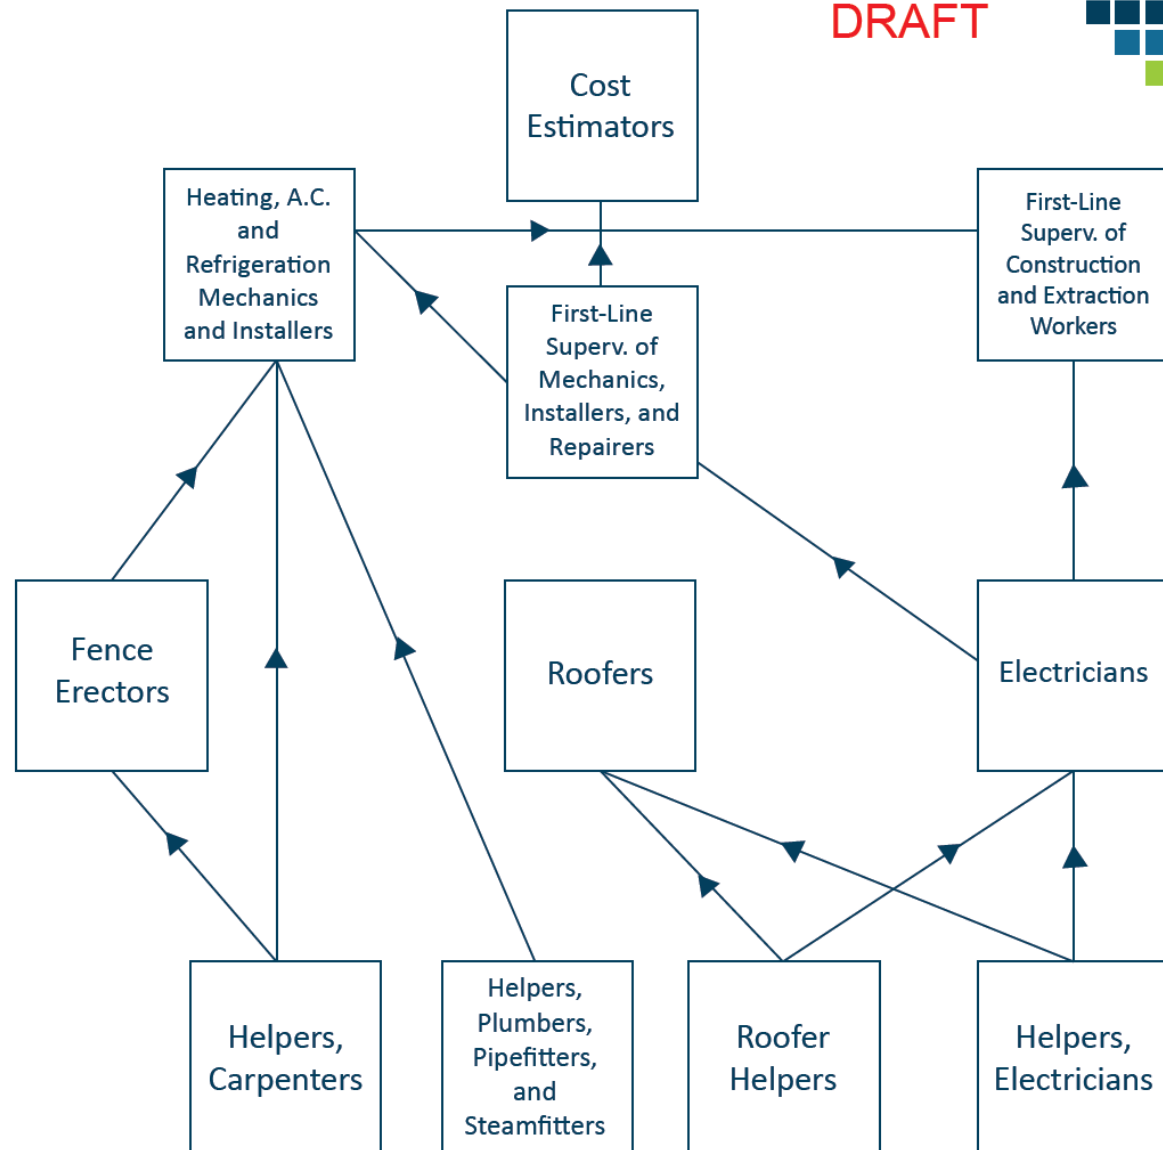 DRAFT
Cost
Estimators
Heating, A.C.
and
Refrigeration
Mechanics
and Installers
First-Line
Superv. of
Construction
and Extraction
Workers
First-Line
Superv. of
Mechanics,
Installers, and
Repairers
Fence
Erectors
Roofers
Electricians
Helpers,
Carpenters
Helpers,
Plumbers,
Pipefitters,
and
Steamfitters
Roofer
Helpers
Helpers,
Electricians